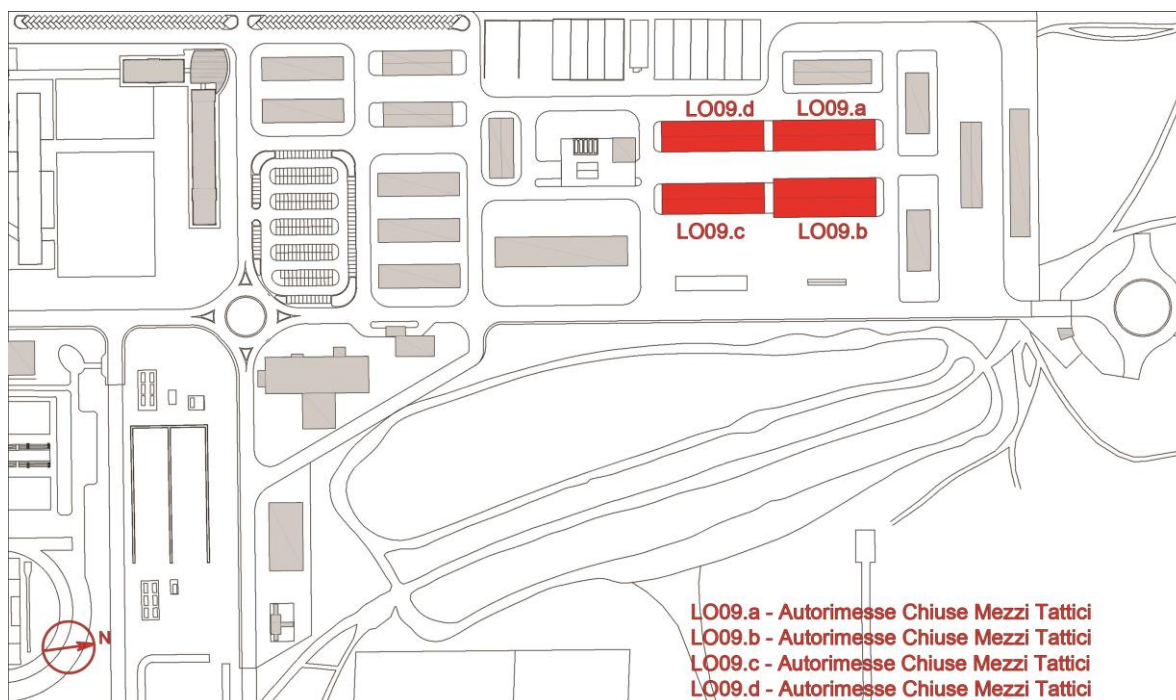 LO09.d LO09.a
LO09.c LO09.b
N
LO09.a - Autorimesse Chiuse Mezzi Tattici
LO09.b - Autorimesse Chiuse Mezzi Tattici
LO09.c - Autorimesse Chiuse Mezzi Tattici
LO09.d - Autorimesse Chiuse Mezzi Tattici